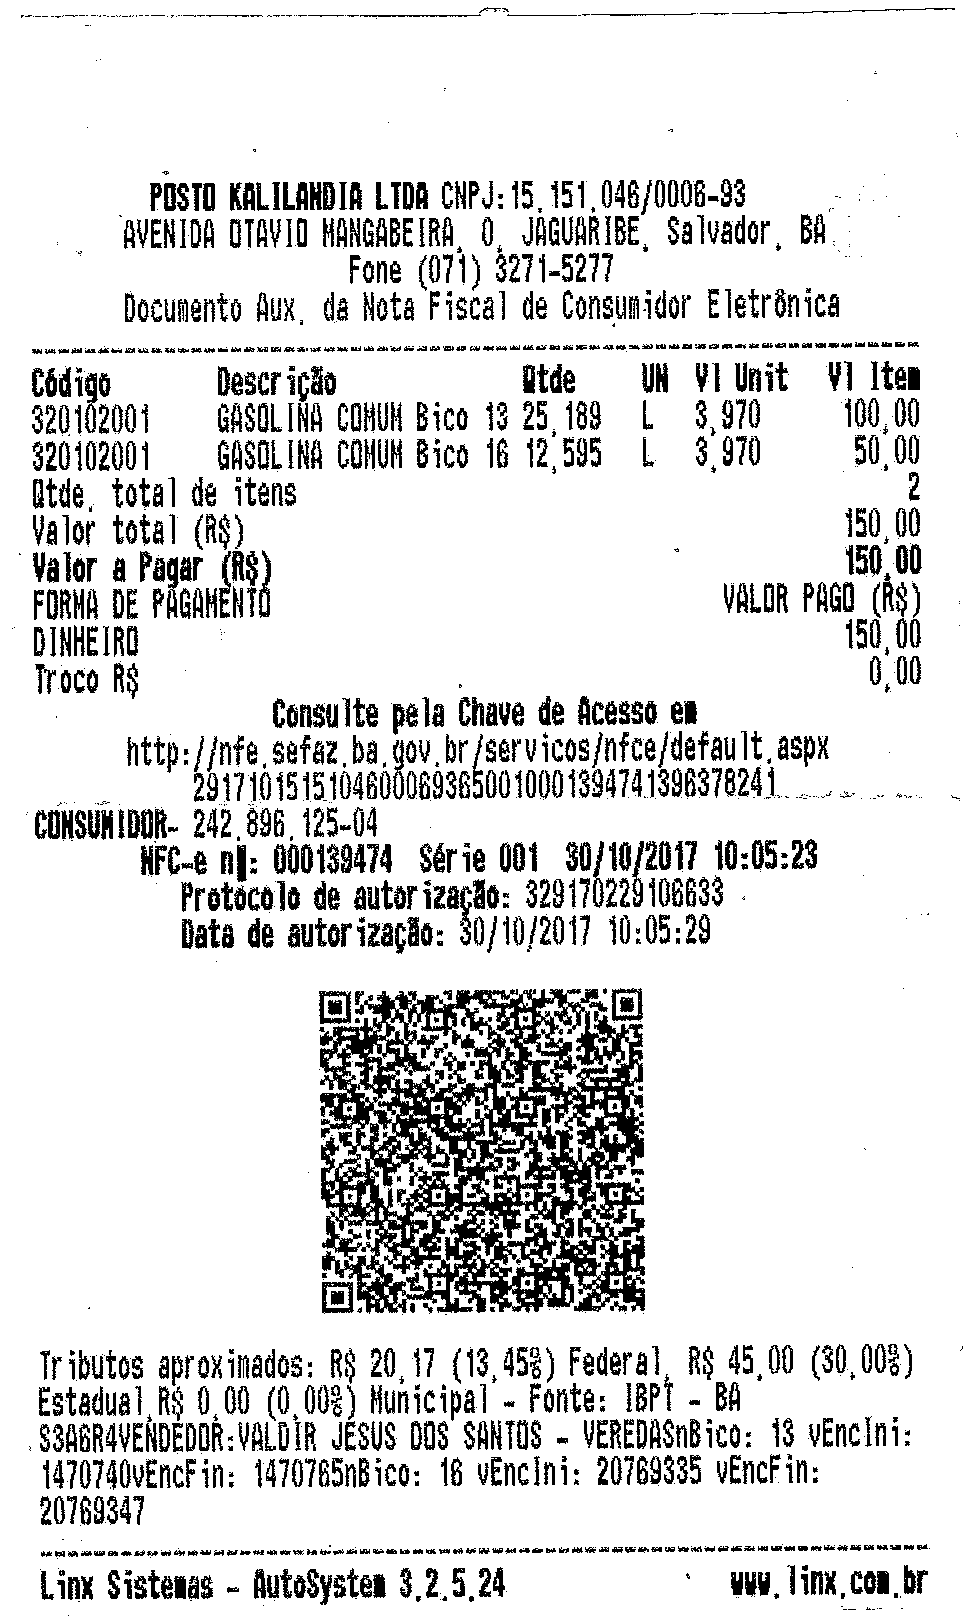 POSTO KALILANDIA LTDA CNPJ:15.151.046/0006-93
AVENIDA OTAVIO MANGABEIRA, 0, JAGUARIBE, Salvador, BA
Fone (071) 3271-5277
Documento Aux. da Nota Fiscal de Consumidor Eletrônica
Código Descrição Qtde UN Vl Unit Vl Item
320102001 GASOLINA COMUM Bico 13 25,189 L 3,970 100,00
320102001 GASOLINA COMUM Bico 16 12,595 L 3,970 50,00
Qtde. total de itens 2
Valor total (R$) 150,00
Valor a Pagar (R$) 150,00
FORMA DE PAGAMENTO VALOR PAGO (R$)
DINHEIRO 150,00
Troco R$ 0,00
Consulte pela Chave de Acesso em
http://nfe.sefaz.ba.gov.br/servicos/nfce/default.aspx
29171015151046000693650010001394741396378241
CONSUMIDOR- 242.896.125-04
NFC-e n: 000139474 Série 001 30/10/2017 10:05:23
Protocolo de autorização: 329170229106633
Data de autorização: 30/10/2017 10:05:29
Tributos aproximados: R$ 20,17 (13,45%) Federal, R$ 45,00 (30,00%)
Estadual,R$ 0,00 (0,00%) Municipal - Fonte: IBPT - BA
S3A6R4VENDEDOR:VALDIR JESUS DOS SANTOS - VEREDASnBico: 13 vEncIni:
1470740vEncFin: 1470765nBico: 16 vEncIni: 20769335 vEncFin:
20769347
Linx Sistemas - AutoSystem 3.2.5.24 www.linx.com.br